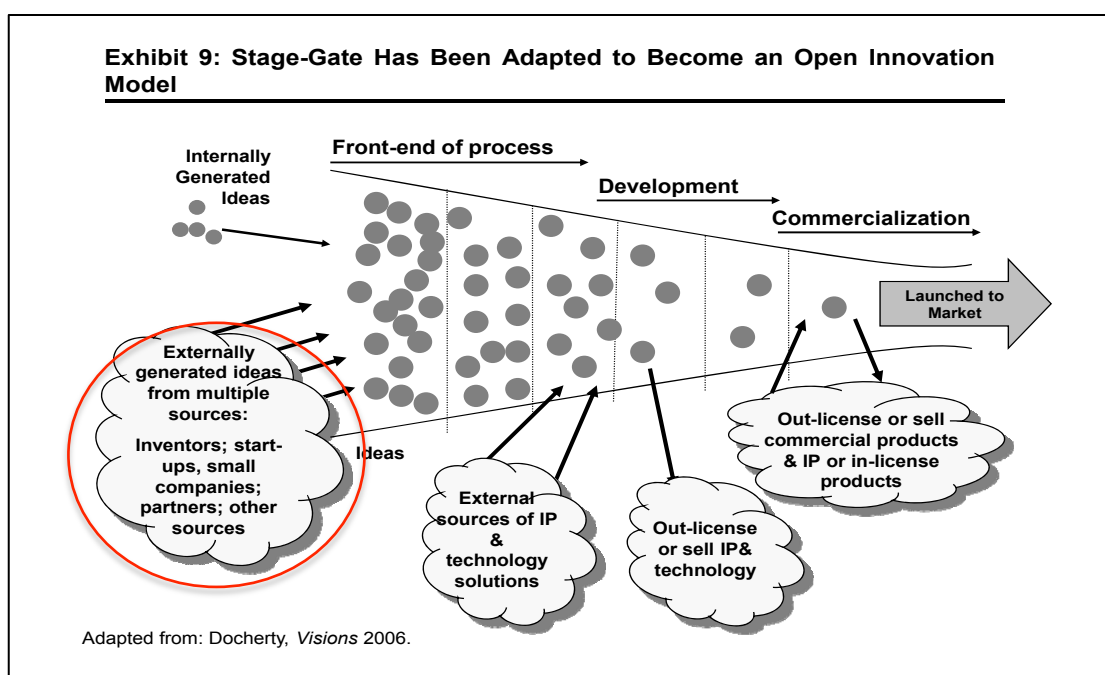 Exhibit 9: Stage-Gate Has Been Adapted to Become an Open Innovation
Model
Internally
Generated
Ideas
Front-end of process
Development
Commercialization
Launched to
Market
Externally
generated ideas
from multiple
sources:
Inventors; start-
ups, small
companies;
partners; other
sources
Ideas
External
sources of IP
&
technology
solutions
Out-license
or sell IP&
technology
Out-license or sell
commercial products
& IP or in-license
products
Adapted from: Docherty, Visions 2006.